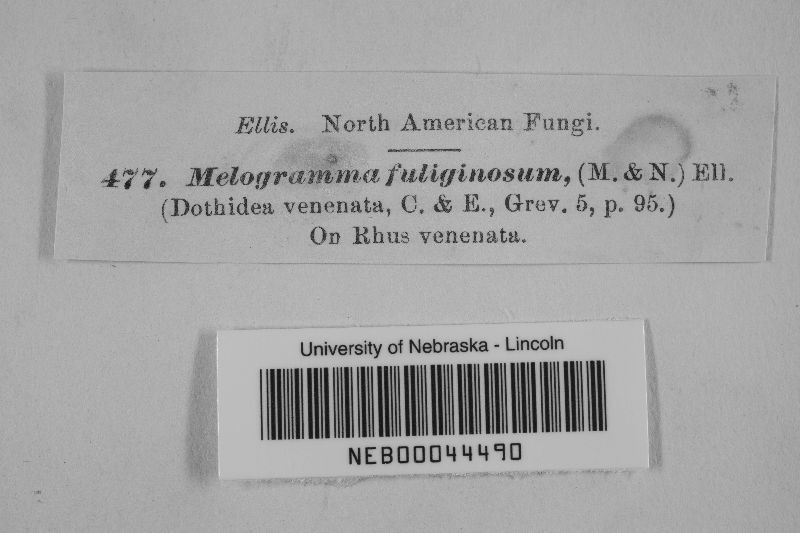 Ellis. North American Fungi.
477. Melogramma fuliginosum, (M. & N.) Ell.
(Dothidea venenata, C. & E., Grev. 5, p. 95.)
On Rhus venenata.
University of Nebraska - Lincoln
NEB00044490